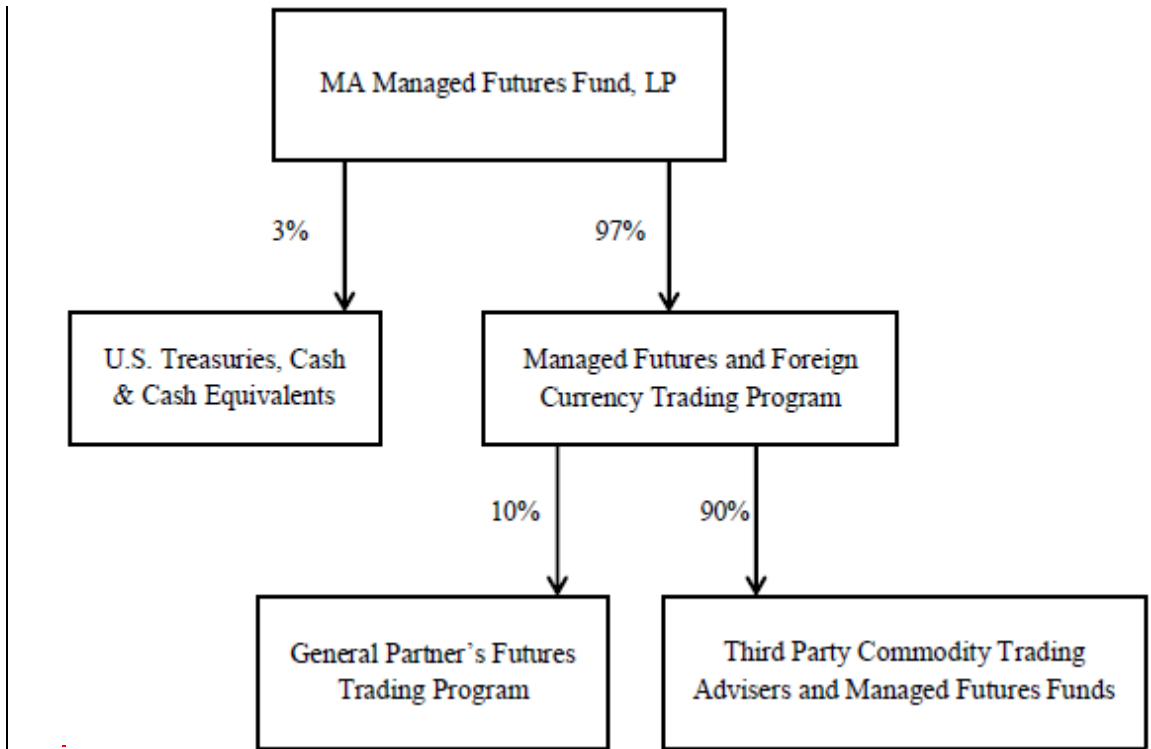 MA Managed Futures Fund, LP
3%
97%
U.S. Treasuries, Cash
& Cash Equivalents
Managed Futures and Foreign
Currency Trading Program
10%
90%
General Partner’s Futures
Trading Program
Third Party Commodity Trading
Advisers and Managed Futures Funds